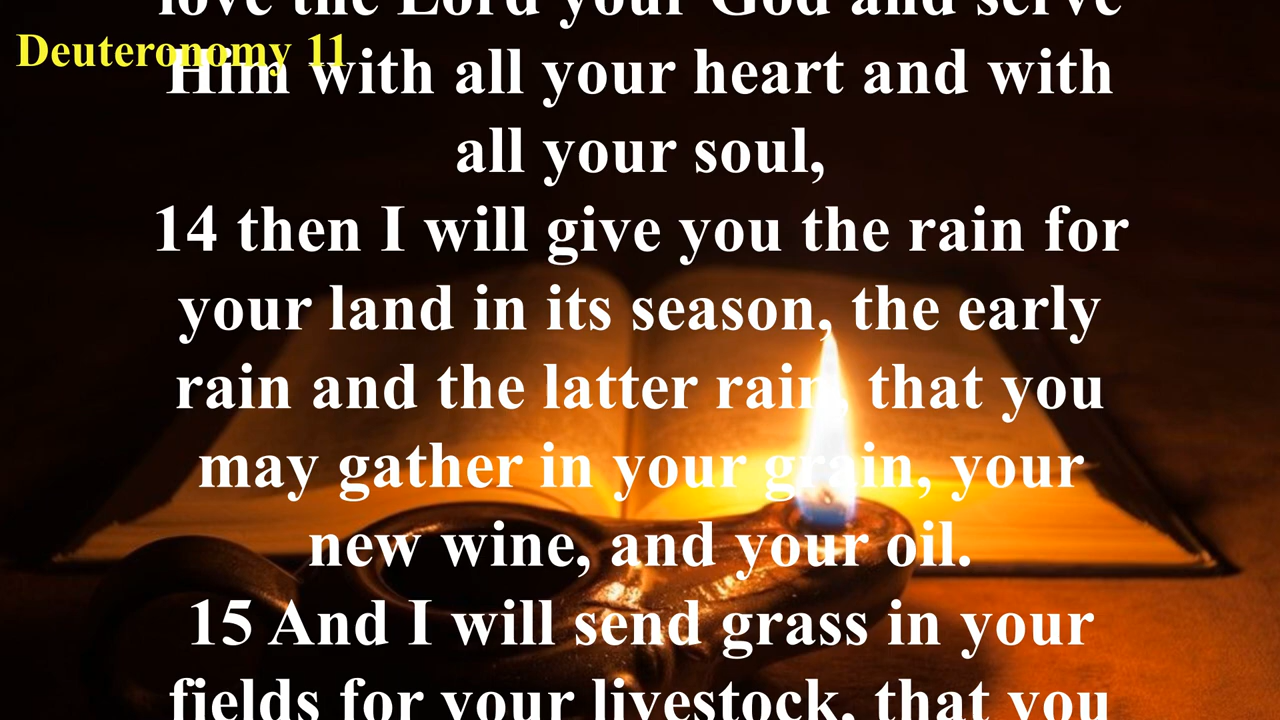 love the Lord your God and serve
Deuteronomy 11
Him with all your heart and with
all your soul,
14 then I will give you the rain for
your land in its season, the early
rain and the latter rain, that you
may gather in your grain, your
new wine, and your oil.
15 And I will send grass in your
fields for your livestock, that you